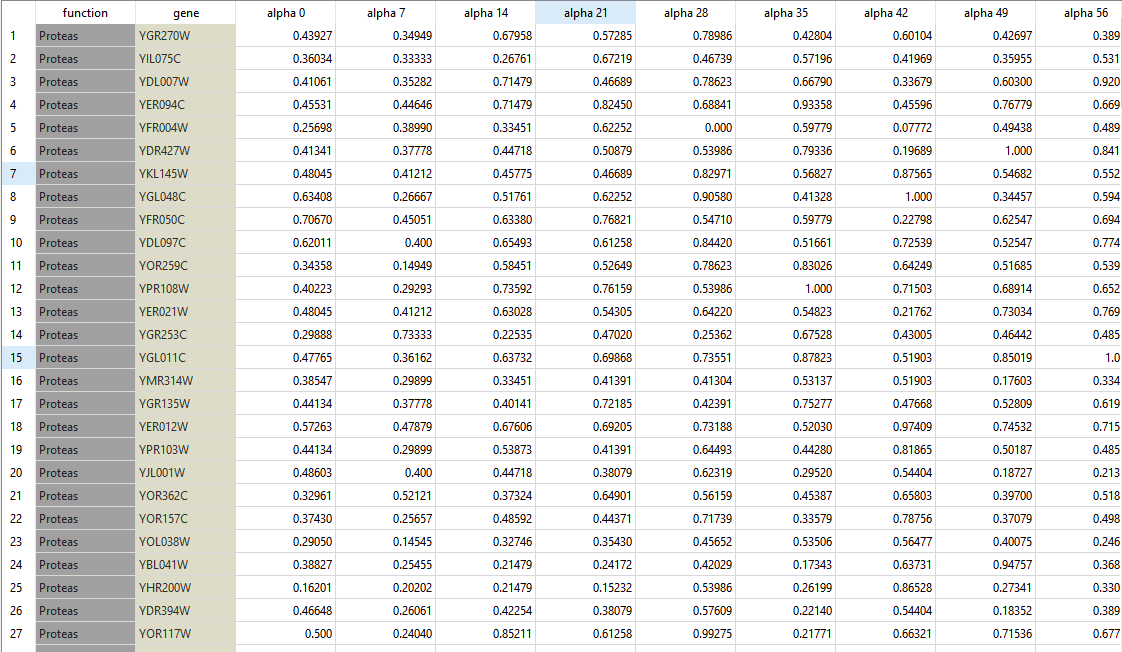 function gene alpha 0 alpha 7 alpha 14 alpha 21 alpha 28 alpha 35 alpha 42 alpha 49 alpha 56
1 Proteas YGR270W 0.43927 0.34949 0.67958 0.57285 0.78986 0.42804 0.60104 0.42697 0.389
2 Proteas YIL075C 0.36034 0.33333 0.26761 0.67219 0.46739 0.57196 0.41969 0.35955 0.531
3 Proteas YDL007W 0.41061 0.35282 0.71479 0.46689 0.78623 0.66790 0.33679 0.60300 0.920
4 Proteas YER094C 0.45531 0.44646 0.71479 0.82450 0.68841 0.93358 0.45596 0.76779 0.669
5 Proteas YFR004W 0.25698 0.38990 0.33451 0.62252 0.000 0.59779 0.07772 0.49438 0.489
6 Proteas YDR427W 0.41341 0.37778 0.44718 0.50879 0.53986 0.79336 0.19689 1.000 0.841
7 Proteas YKL145W 0.48045 0.41212 0.45775 0.46689 0.82971 0.56827 0.87565 0.54682 0.552
8 Proteas YGL048C 0.63408 0.26667 0.51761 0.62252 0.90580 0.41328 1.000 0.34457 0.594
9 Proteas YFR050C 0.70670 0.45051 0.63380 0.76821 0.54710 0.59779 0.22798 0.62547 0.694
10 Proteas YDL097C 0.62011 0.400 0.65493 0.61258 0.84420 0.51661 0.72539 0.52547 0.774
11 Proteas YOR259C 0.34358 0.14949 0.58451 0.52649 0.78623 0.83026 0.64249 0.51685 0.539
12 Proteas YPR108W 0.40223 0.29293 0.73592 0.76159 0.53986 1.000 0.71503 0.68914 0.652
13 Proteas YER021W 0.48045 0.41212 0.63028 0.54305 0.64220 0.54823 0.21762 0.73034 0.769
14 Proteas YGR253C 0.29888 0.73333 0.22535 0.47020 0.25362 0.67528 0.43005 0.46442 0.485
15 Proteas YGL011C 0.47765 0.36162 0.63732 0.69868 0.73551 0.87823 0.51903 0.85019 1.0
16 Proteas YMR314W 0.38547 0.29899 0.33451 0.41391 0.41304 0.53137 0.51903 0.17603 0.334
17 Proteas YGR135W 0.44134 0.37778 0.40141 0.72185 0.42391 0.75277 0.47668 0.52809 0.619
18 Proteas YER012W 0.57263 0.47879 0.67606 0.69205 0.73188 0.52030 0.97409 0.74532 0.715
19 Proteas YPR103W 0.44134 0.29899 0.53873 0.41391 0.64493 0.44280 0.81865 0.50187 0.485
20 Proteas YJL001W 0.48603 0.400 0.44718 0.38079 0.62319 0.29520 0.54404 0.18727 0.213
21 Proteas YOR362C 0.32961 0.52121 0.37324 0.64901 0.56159 0.45387 0.65803 0.39700 0.518
22 Proteas YOR157C 0.37430 0.25657 0.48592 0.44371 0.71739 0.33579 0.78756 0.37079 0.498
23 Proteas YOL038W 0.29050 0.14545 0.32746 0.35430 0.45652 0.53506 0.56477 0.40075 0.246
24 Proteas YBL041W 0.38827 0.25455 0.21479 0.24172 0.42029 0.17343 0.63731 0.94757 0.368
25 Proteas YHR200W 0.16201 0.20202 0.21479 0.15232 0.53986 0.26199 0.86528 0.27341 0.330
26 Proteas YDR394W 0.46648 0.26061 0.42254 0.38079 0.57609 0.22140 0.54404 0.18352 0.389
27 Proteas YOR117W 0.500 0.24040 0.85211 0.61258 0.99275 0.21771 0.66321 0.71536 0.677